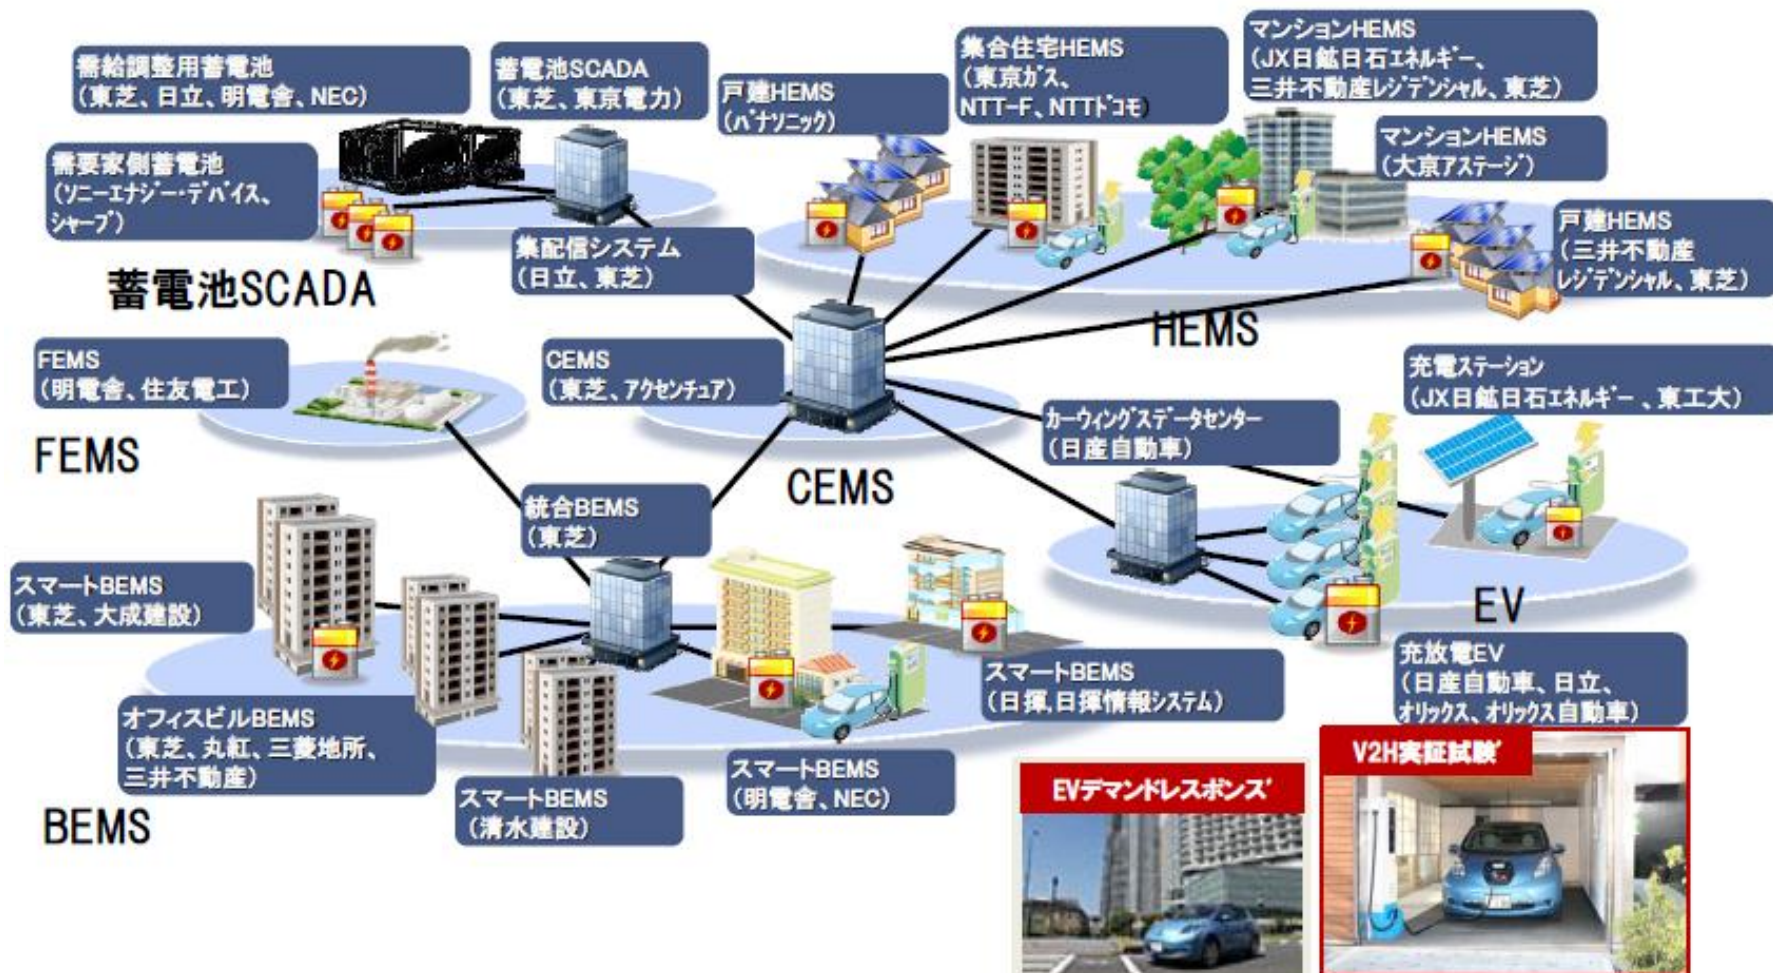 需給調整用蓄電池
(東芝、日立、明電舎、NEC)
蓄電池SCADA
(東芝、東京電力)
需要家側蓄電池
(ソニーエナジー・デバイス、
シャープ)
集配信システム
(日立、東芝)
蓄電池SCADA
戸建HEMS
(パナソニック)
集合住宅HEMS
(東京ガス、
NTT-F、NTTドコモ)
マンションHEMS
(JX日鉱日石エネルギー、
三井不動産レジデンシャル、東芝)
マンションHEMS
(大京アステージ)
戸建HEMS
(三井不動産
レジデンシャル、東芝)
HEMS
FEMS
(明電舎、住友電工)
FEMS
CEMS
(東芝、アクセンチュア)
CEMS
カーウィングスデータセンター
(日産自動車)
充電ステーション
(JX日鉱日石エネルギー 、東工大)
EV
充放電EV
(日産自動車、日立、
オリックス、オリックス自動車)
統合BEMS
(東芝)
スマートBEMS
(東芝、大成建設)
オフィスビルBEMS
(東芝、丸紅、三菱地所、
三井不動産)
スマートBEMS
(清水建設)
スマートBEMS
(明電舎、NEC)
スマートBEMS
(日揮,日揮情報システム)
BEMS
EVデマンドレスポンス
V2H実証試験